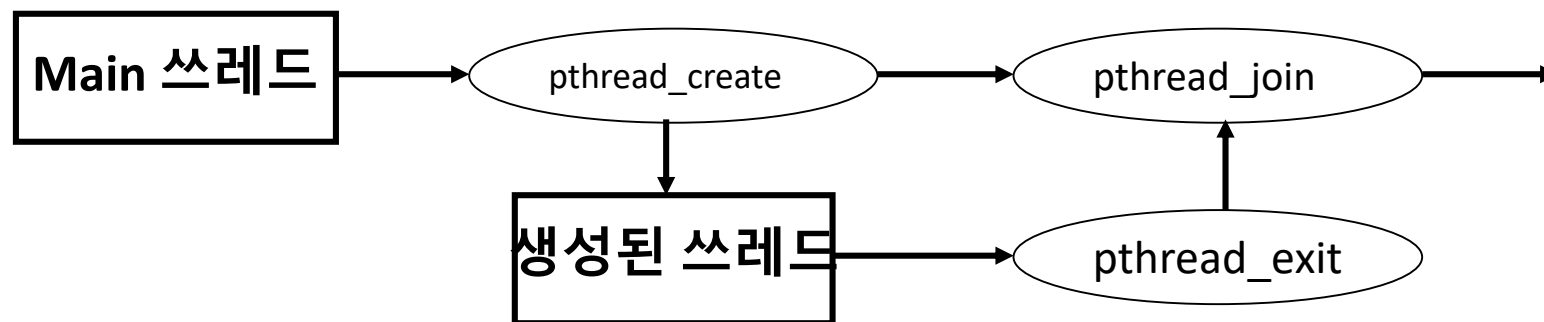 Main 쓰레드
pthread_create
pthread_join
생성된 쓰레드
pthread_exit